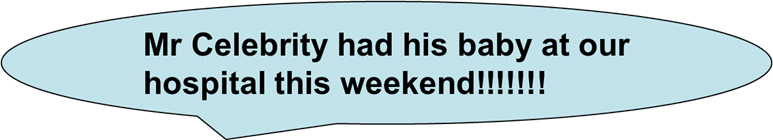 Mr Celebrity had his baby at our
hospital this weekend!!!!!!!